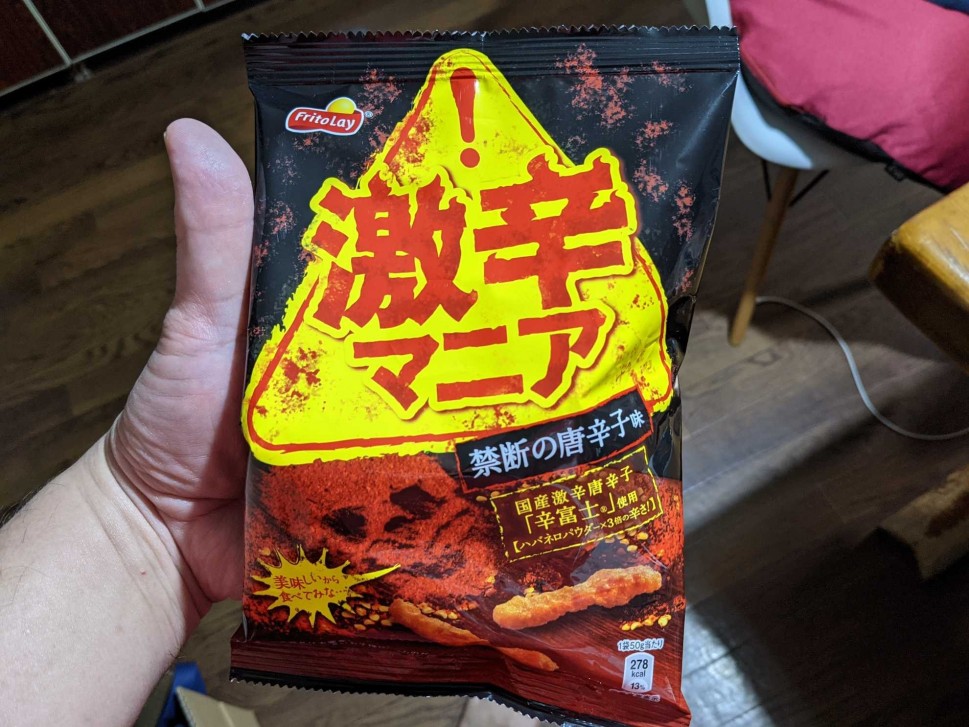 FritoLay
!
激辛
マニア
禁断の唐辛子味
国産激辛唐辛子
「辛富士®」使用
【ハバネロパウダー×3倍の辛さ!】
美味しいから
食べてみな…
1袋50g当たり
278
kcal
13%